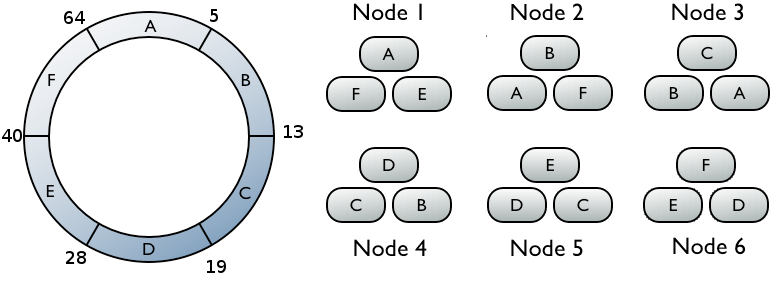 64
5
A
F
B
40
13
E
C
D
28
19
Node 1
Node 2
Node 3
A
F E
B
A F
C
B A
D
C B
E
D C
F
E D
Node 4
Node 5
Node 6